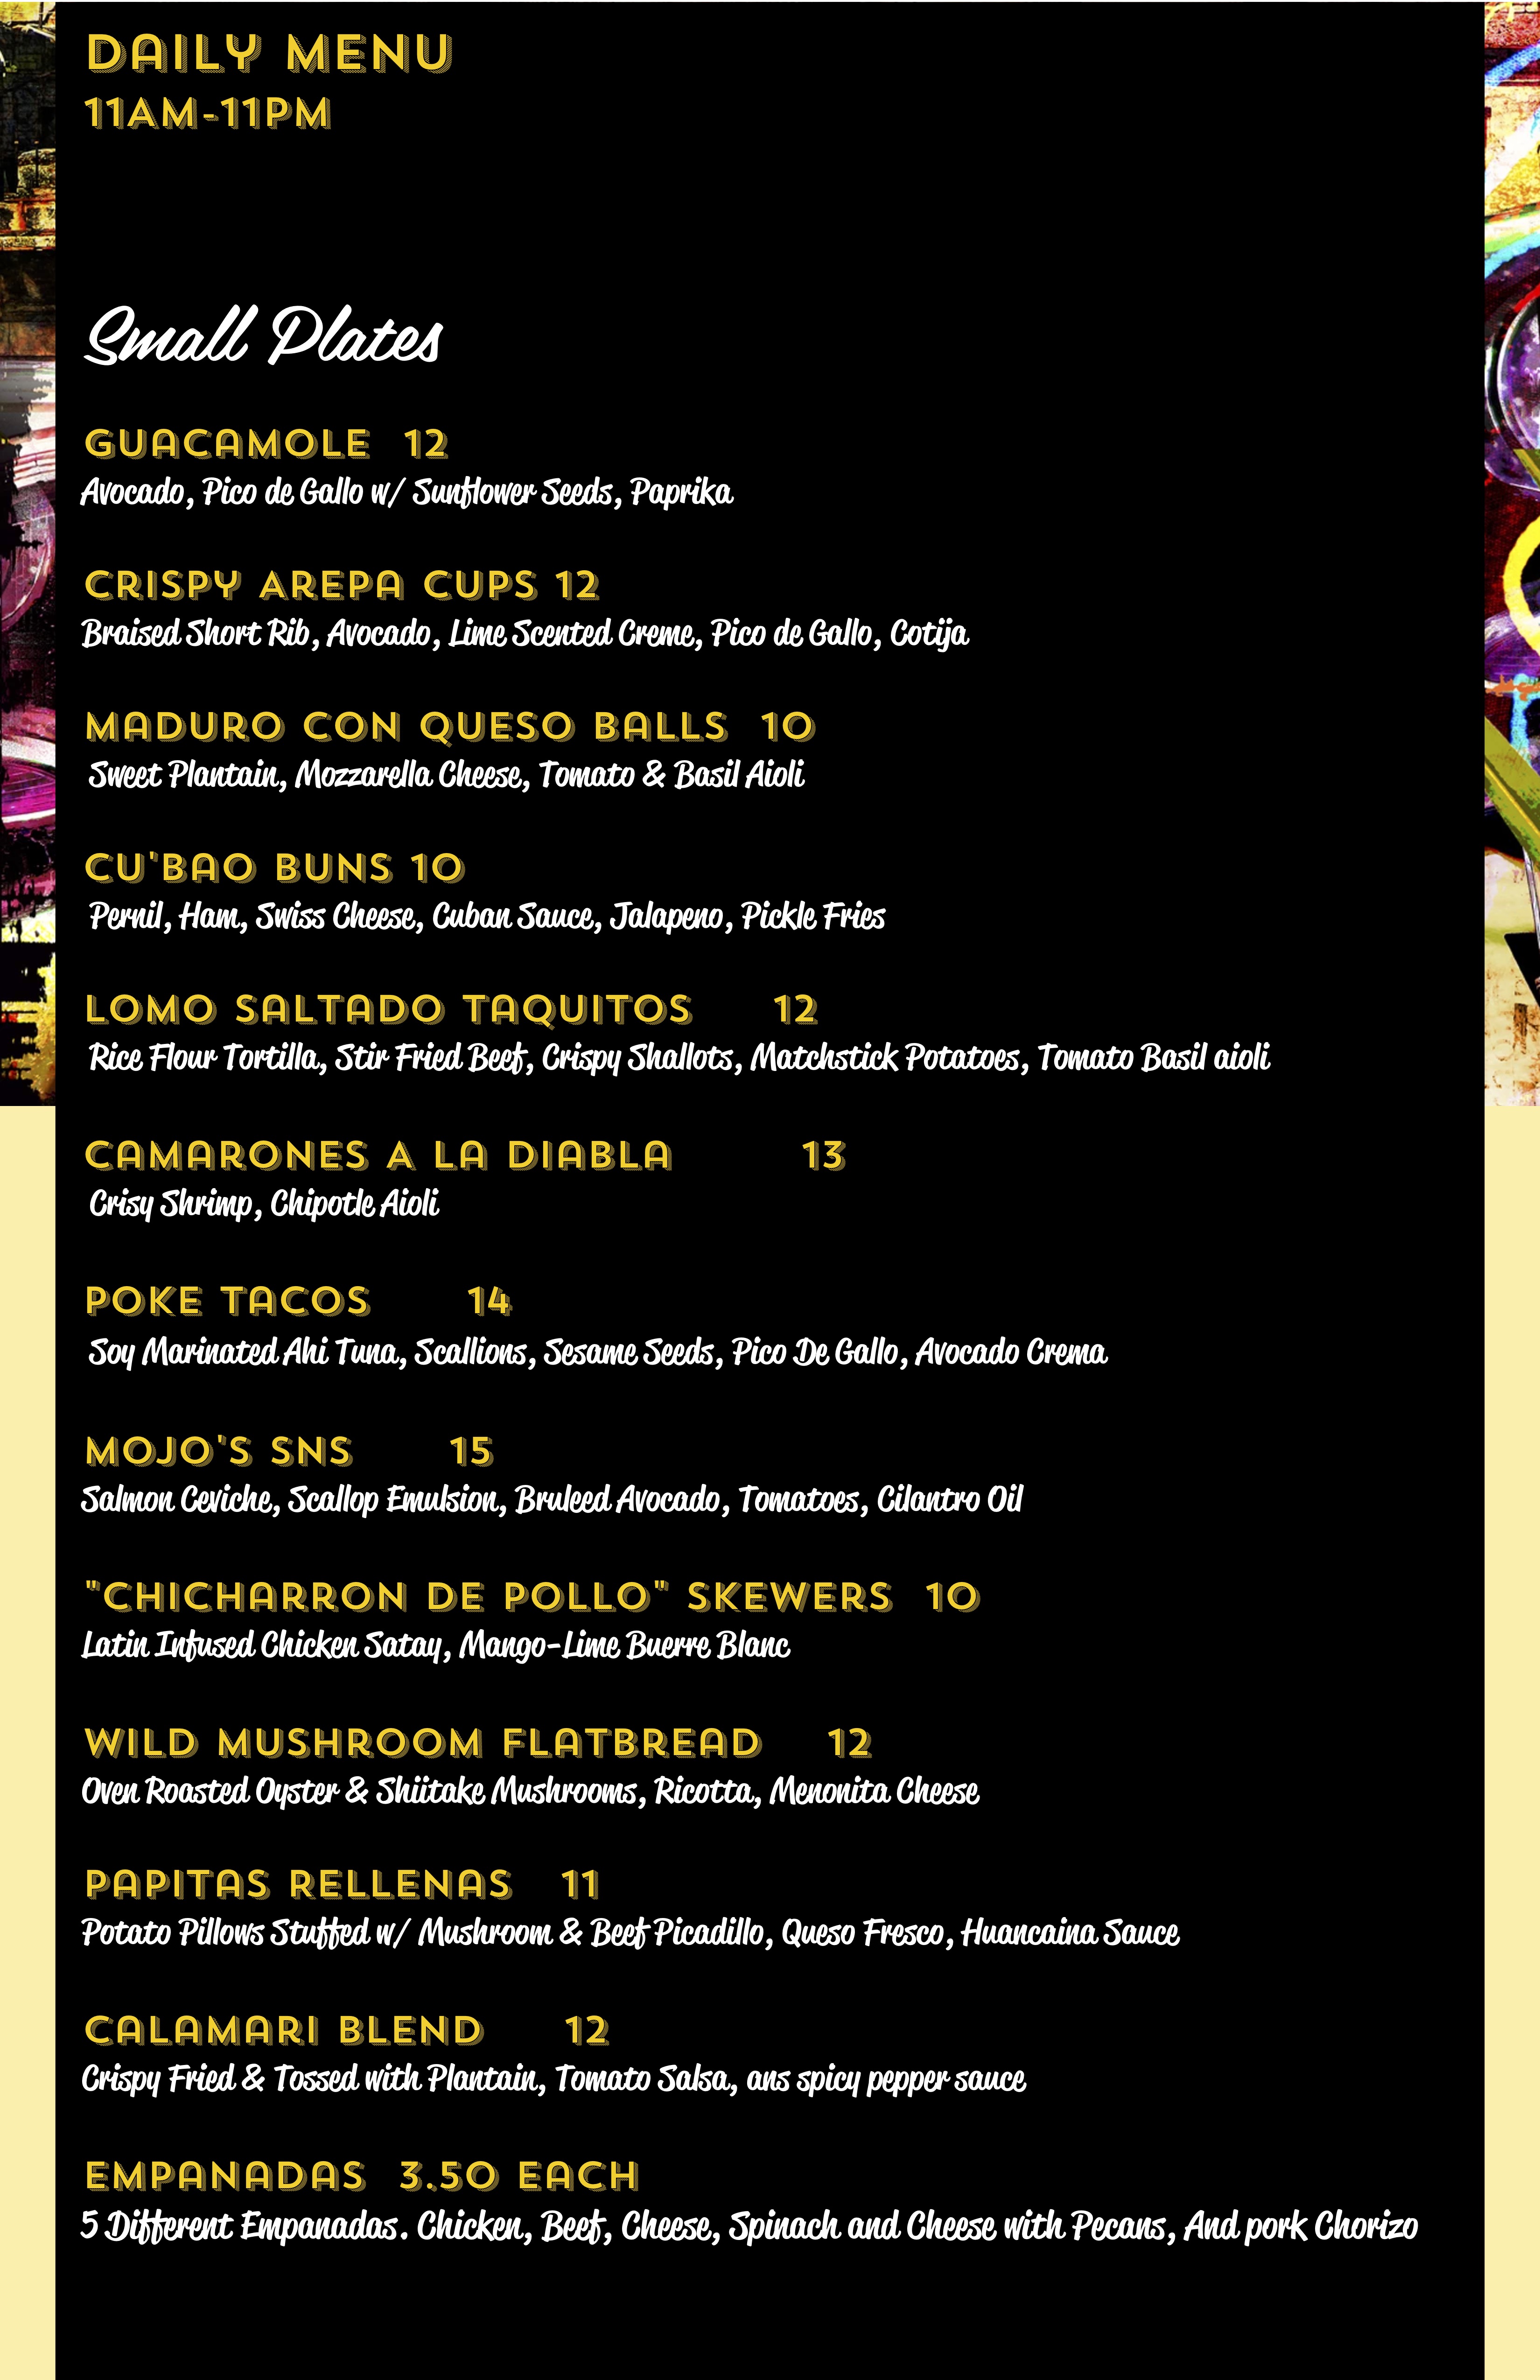 DAILY MENU
11AM-11PM
Small Plates
GUACAMOLE 12
Avocado, Pico de Gallo w/ Sunflower Seeds, Paprika
CRISPY AREPA CUPS 12
Braised Short Rib, Avocado, Lime Scented Creme, Pico de Gallo, Cotija
MADURO CON QUESO BALLS 10
Sweet Plantain, Mozzarella Cheese, Tomato & Basil Aioli
CU'BAO BUNS 10
Pernil, Ham, Swiss Cheese, Cuban Sauce, Jalapeno, Pickle Fries
LOMO SALTADO TAQUITOS 12
Rice Flour Tortilla, Stir Fried Beef, Crispy Shallots, Matchstick Potatoes, Tomato Basil aioli
CAMARONES A LA DIABLA 13
Crisy Shrimp, Chipotle Aioli
POKE TACOS 14
Soy Marinated Ahi Tuna, Scallions, Sesame Seeds, Pico De Gallo, Avocado Crema
MOJO'S SNS 15
Salmon Ceviche, Scallop Emulsion, Bruleed Avocado, Tomatoes, Cilantro Oil
"CHICHARRON DE POLLO" SKEWERS 10
Latin Infused Chicken Satay, Mango-Lime Buerre Blanc
WILD MUSHROOM FLATBREAD 12
Oven Roasted Oyster & Shiitake Mushrooms, Ricotta, Menonita Cheese
PAPITAS RELLENAS 11
Potato Pillows Stuffed w/ Mushroom & Beef Picadillo, Queso Fresco, Huancaina Sauce
CALAMARI BLEND 12
Crispy Fried & Tossed with Plantain, Tomato Salsa, ans spicy pepper sauce
EMPANADAS 3.50 EACH
5 Different Empanadas. Chicken, Beef, Cheese, Spinach and Cheese with Pecans, And pork Chorizo